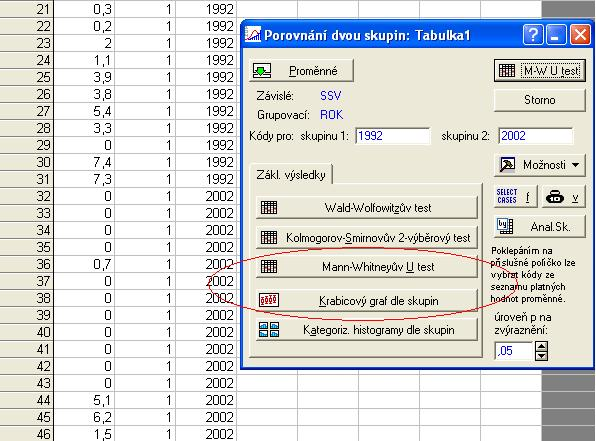 21 0,3 1 1992
22 0,2 1 1992
23 2 1 1992
24 1,1 1 1992
25 3,9 1 1992
26 3,8 1 1992
27 5,4 1 1992
28 3,3 1 1992
29 0 1 1992
30 7,4 1 1992
31 7,3 1 1992
32 0 1 2002
33 0 1 2002
34 0 1 2002
35 0 1 2002
36 0,7 1 2002
37 0 1 2002
38 0 1 2002
39 0 1 2002
40 0 1 2002
41 0 1 2002
42 0 1 2002
43 0 1 2002
44 5,1 1 2002
45 6,2 1 2002
46 1,5 1 2002
Porovnání dvou skupin: Tabulka1
Proměnné
M-W U test
Závislé: SSV
Storno
Grupovací: ROK
Kódy pro: skupinu 1: 1992 skupinu 2: 2002
Možnosti
Zákl. výsledky
SELECT CASES f v
Wald-Wolfowitzův test
Anal.Sk.
Kolmogorov-Smirnovův 2-výběrový test
Mann-Whitneyův U test
Krabicový graf dle skupin
Kategoriz. histogramy dle skupin
Poklepáním na
příslušné políčko lze
vybrat kódy ze
seznamu platných
hodnot proměnné.
úroveň p na
zvýraznění:
,05